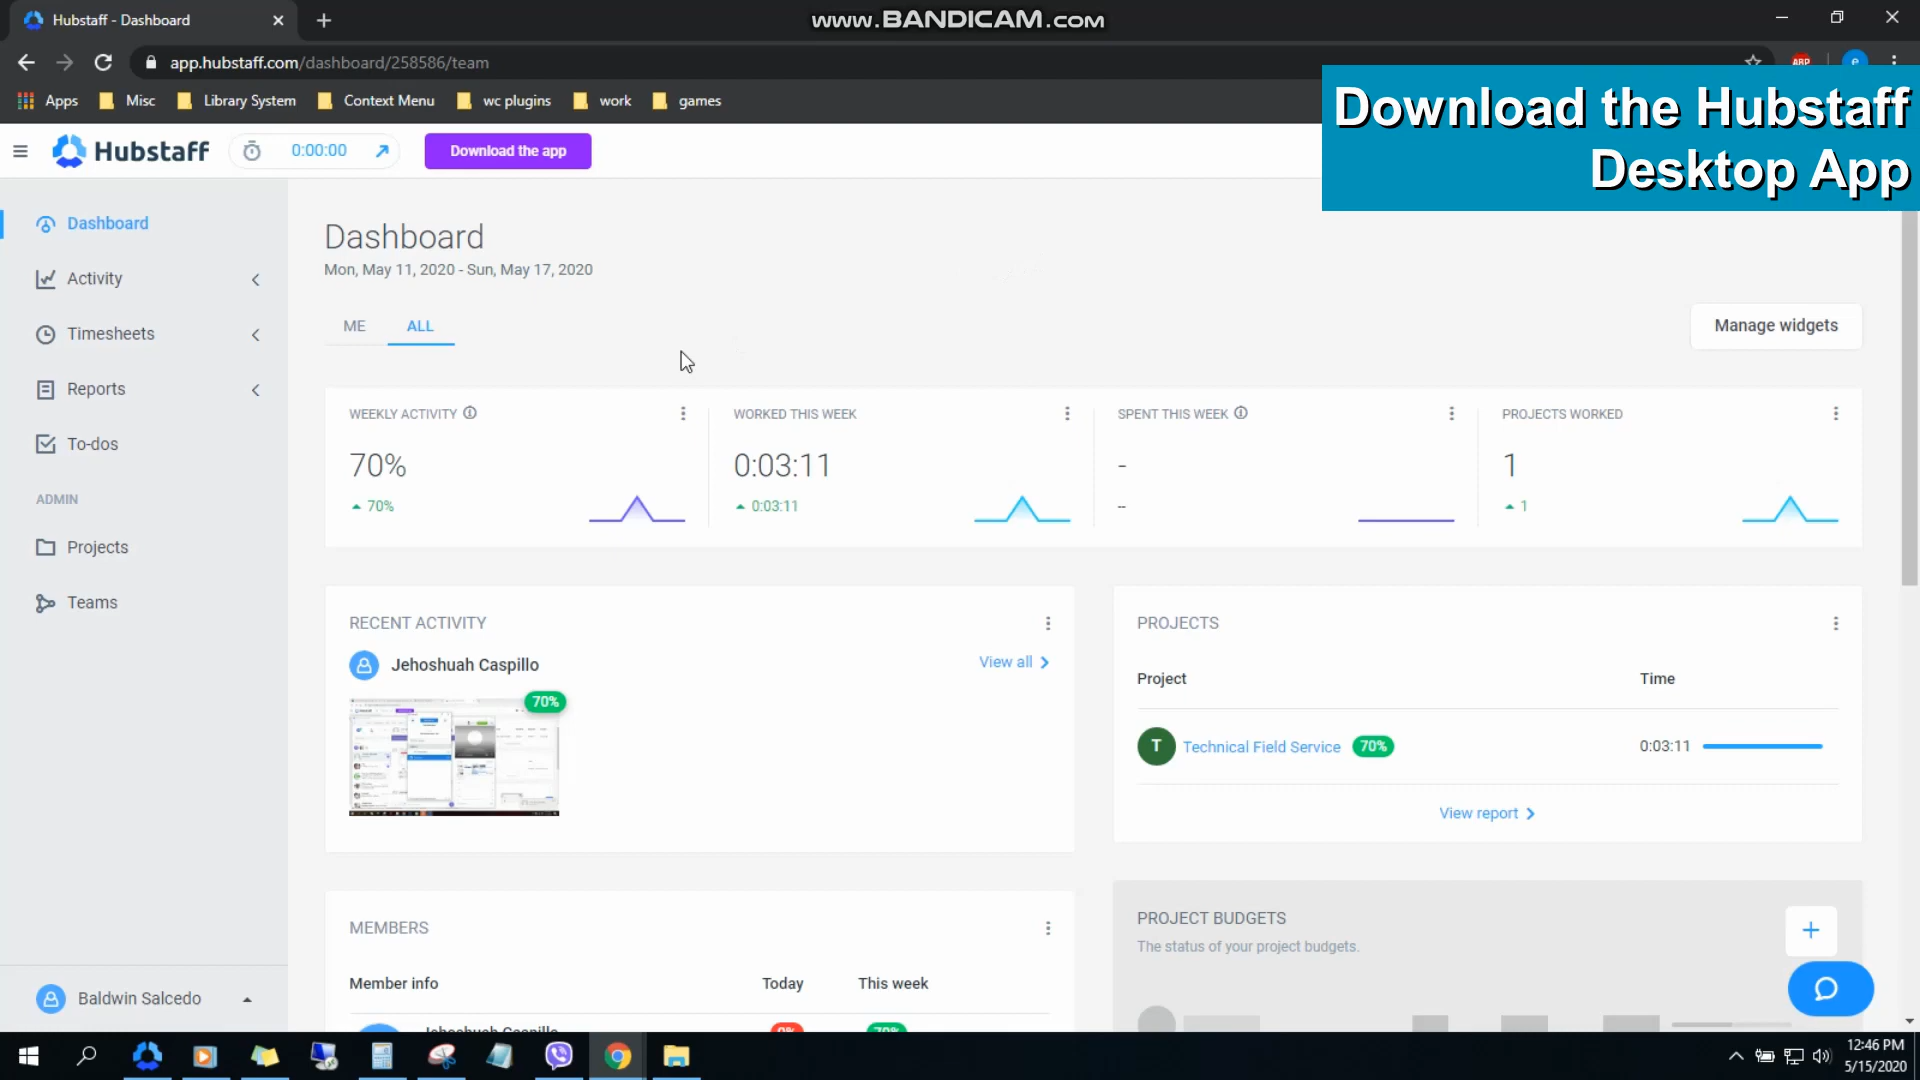 Hubstaff - Dashboard
www.BANDICAM.com
app.hubstaff.com/dashboard/258586/team
ABP
e
Apps
Misc
Library System
Context Menu
wc plugins
work
games
Download the Hubstaff
Desktop App
Hubstaff
0:00:00
Download the app
Dashboard
Activity
Timesheets
Reports
To-dos
ADMIN
Projects
Teams
Baldwin Salcedo
Dashboard
Mon, May 11, 2020 - Sun, May 17, 2020
ME
ALL
Manage widgets
WEEKLY ACTIVITY
70%
70%
WORKED THIS WEEK
0:03:11
0:03:11
SPENT THIS WEEK
-
--
PROJECTS WORKED
1
1
RECENT ACTIVITY
Jehoshuah Caspillo
View all
70%
PROJECTS
Project
Time
T
Technical Field Service
70%
0:03:11
View report
MEMBERS
Member info
Today
This week
Jehoshuah Caspillo
0%
70%
PROJECT BUDGETS
The status of your project budgets.
12:46 PM
5/15/2020